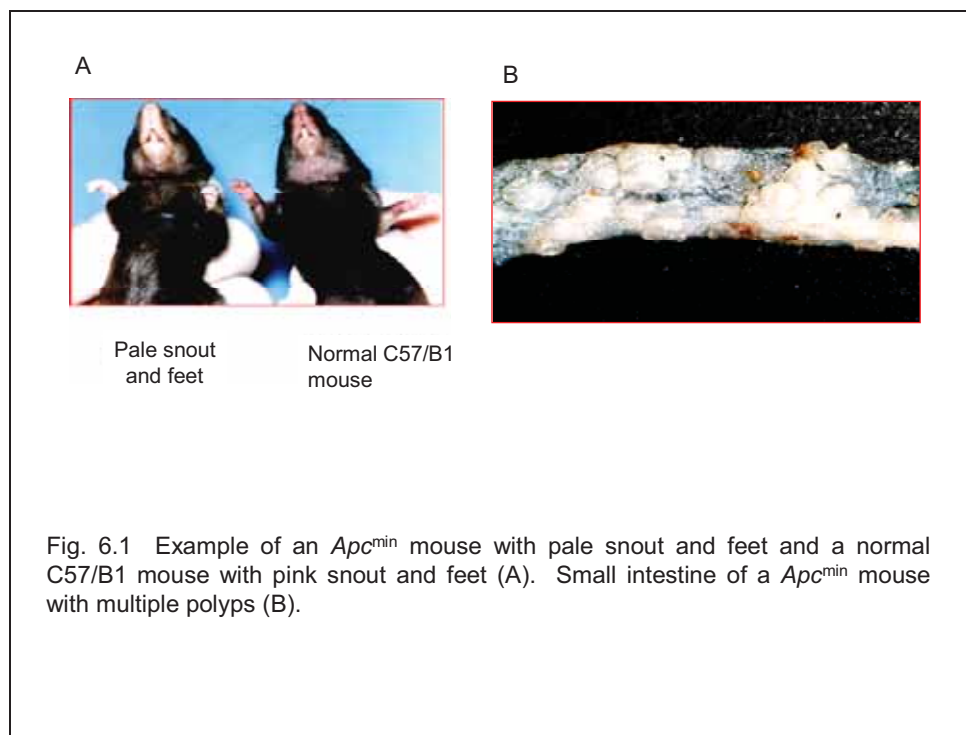 A
B
Pale snout
and feet
Normal C57/B1
mouse
Fig. 6.1 Example of an Apcmin mouse with pale snout and feet and a normal
C57/B1 mouse with pink snout and feet (A). Small intestine of a Apcmin mouse
with multiple polyps (B).